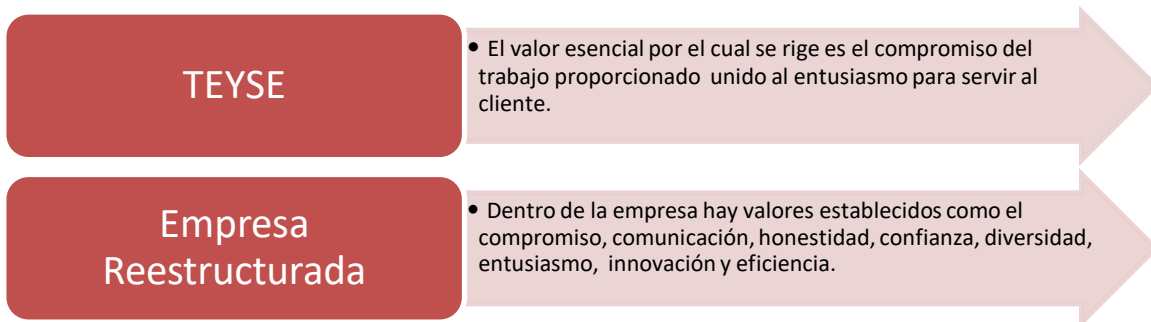 TEYSE
• El valor esencial por el cual se rige es el compromiso del
trabajo proporcionado unido al entusiasmo para servir al
cliente.
Empresa
Reestructurada
• Dentro de la empresa hay valores establecidos como el
compromiso, comunicación, honestidad, confianza, diversidad,
entusiasmo, innovación y eficiencia.